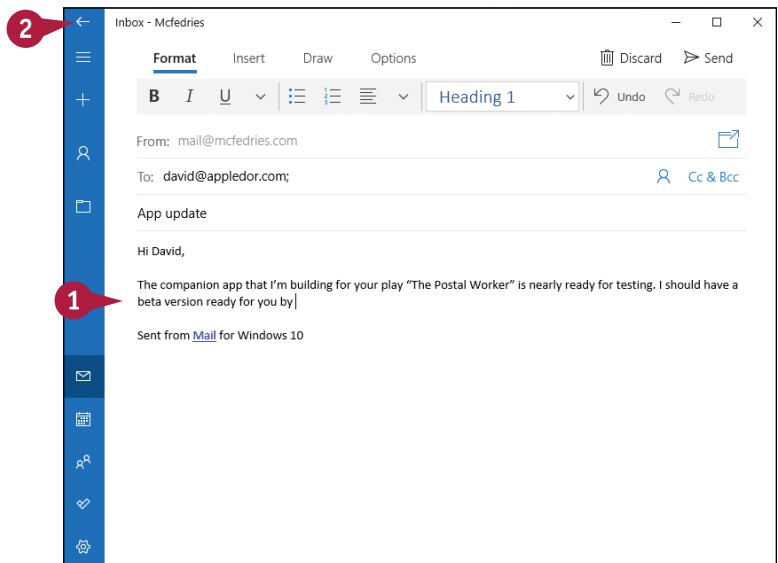 2
Inbox - Mcfedries
Format Insert Draw Options Discard Send
B I U Heading 1 Undo Redo
From: mail@mcfedries.com
To: david@appledor.com; Cc & Bcc
App update
Hi David,
The companion app that I'm building for your play “The Postal Worker” is nearly ready for testing. I should have a
1
beta version ready for you by
Sent from Mail for Windows 10